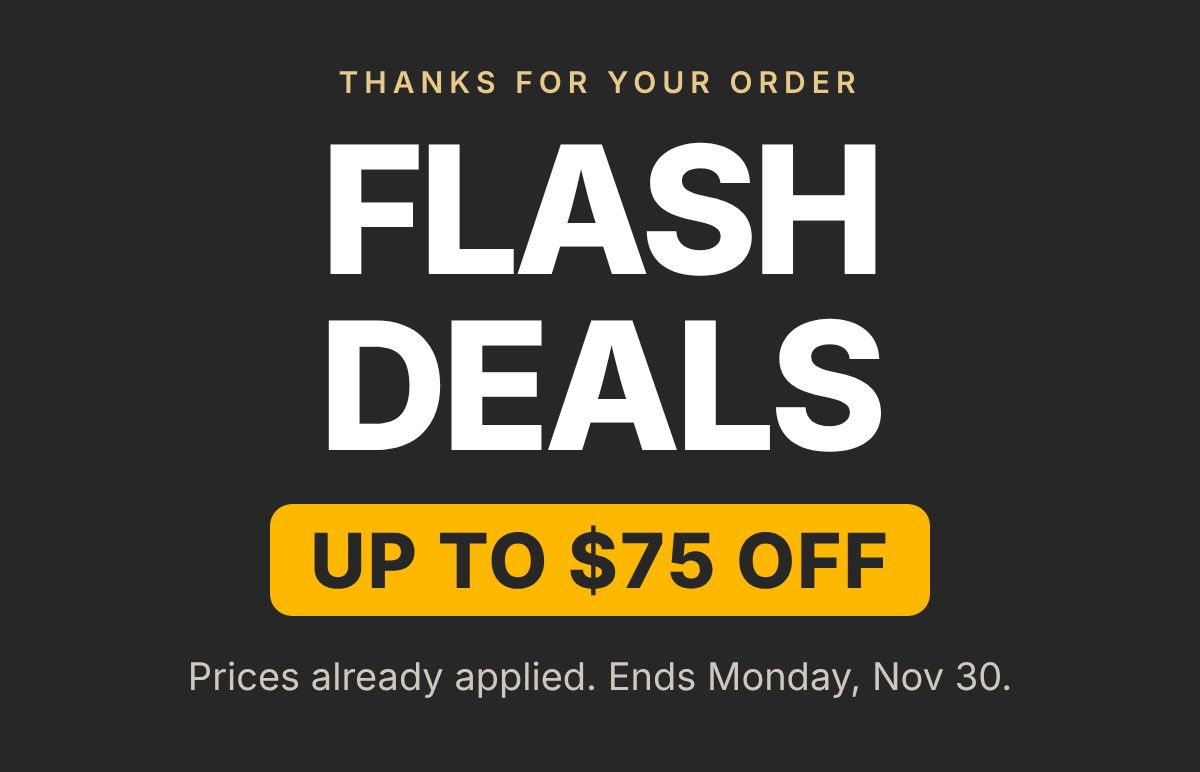 THANKS FOR YOUR ORDER
FLASH
DEALS
UP TO $75 OFF
Prices already applied. Ends Monday, Nov 30.